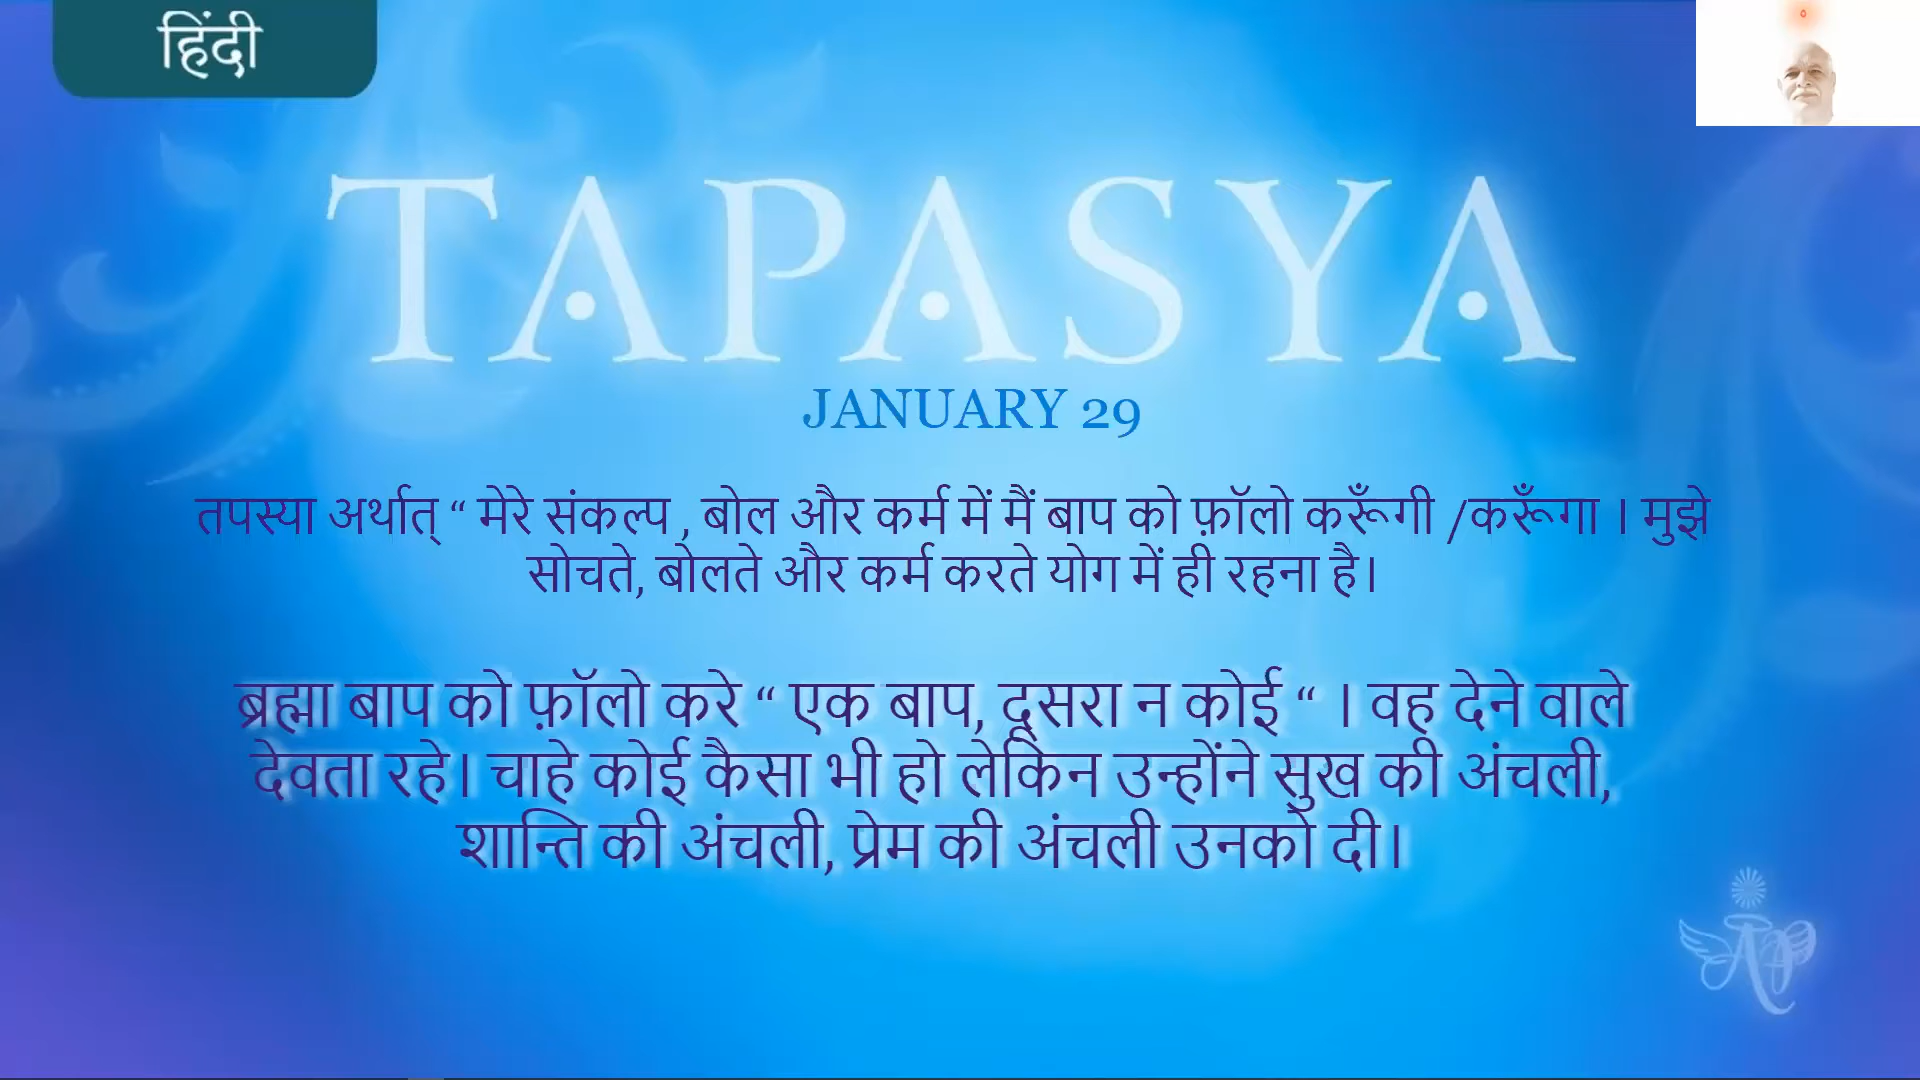 हिंदी
TAPASYA
JANUARY 29
तपस्या अर्थात् “ मेरे संकल्प , बोल और कर्म में मैं बाप को फ़ॉलो करूँगी /करूँगा । मुझे
सोचते, बोलते और कर्म करते योग में ही रहना है।
ब्रह्मा बाप को फ़ॉलो करे “ एक बाप, दूसरा न कोई “ । वह देने वाले
देवता रहे। चाहे कोई कैसा भी हो लेकिन उन्होंने सुख की अंचली,
शान्ति की अंचली, प्रेम की अंचली उनको दी।
AP